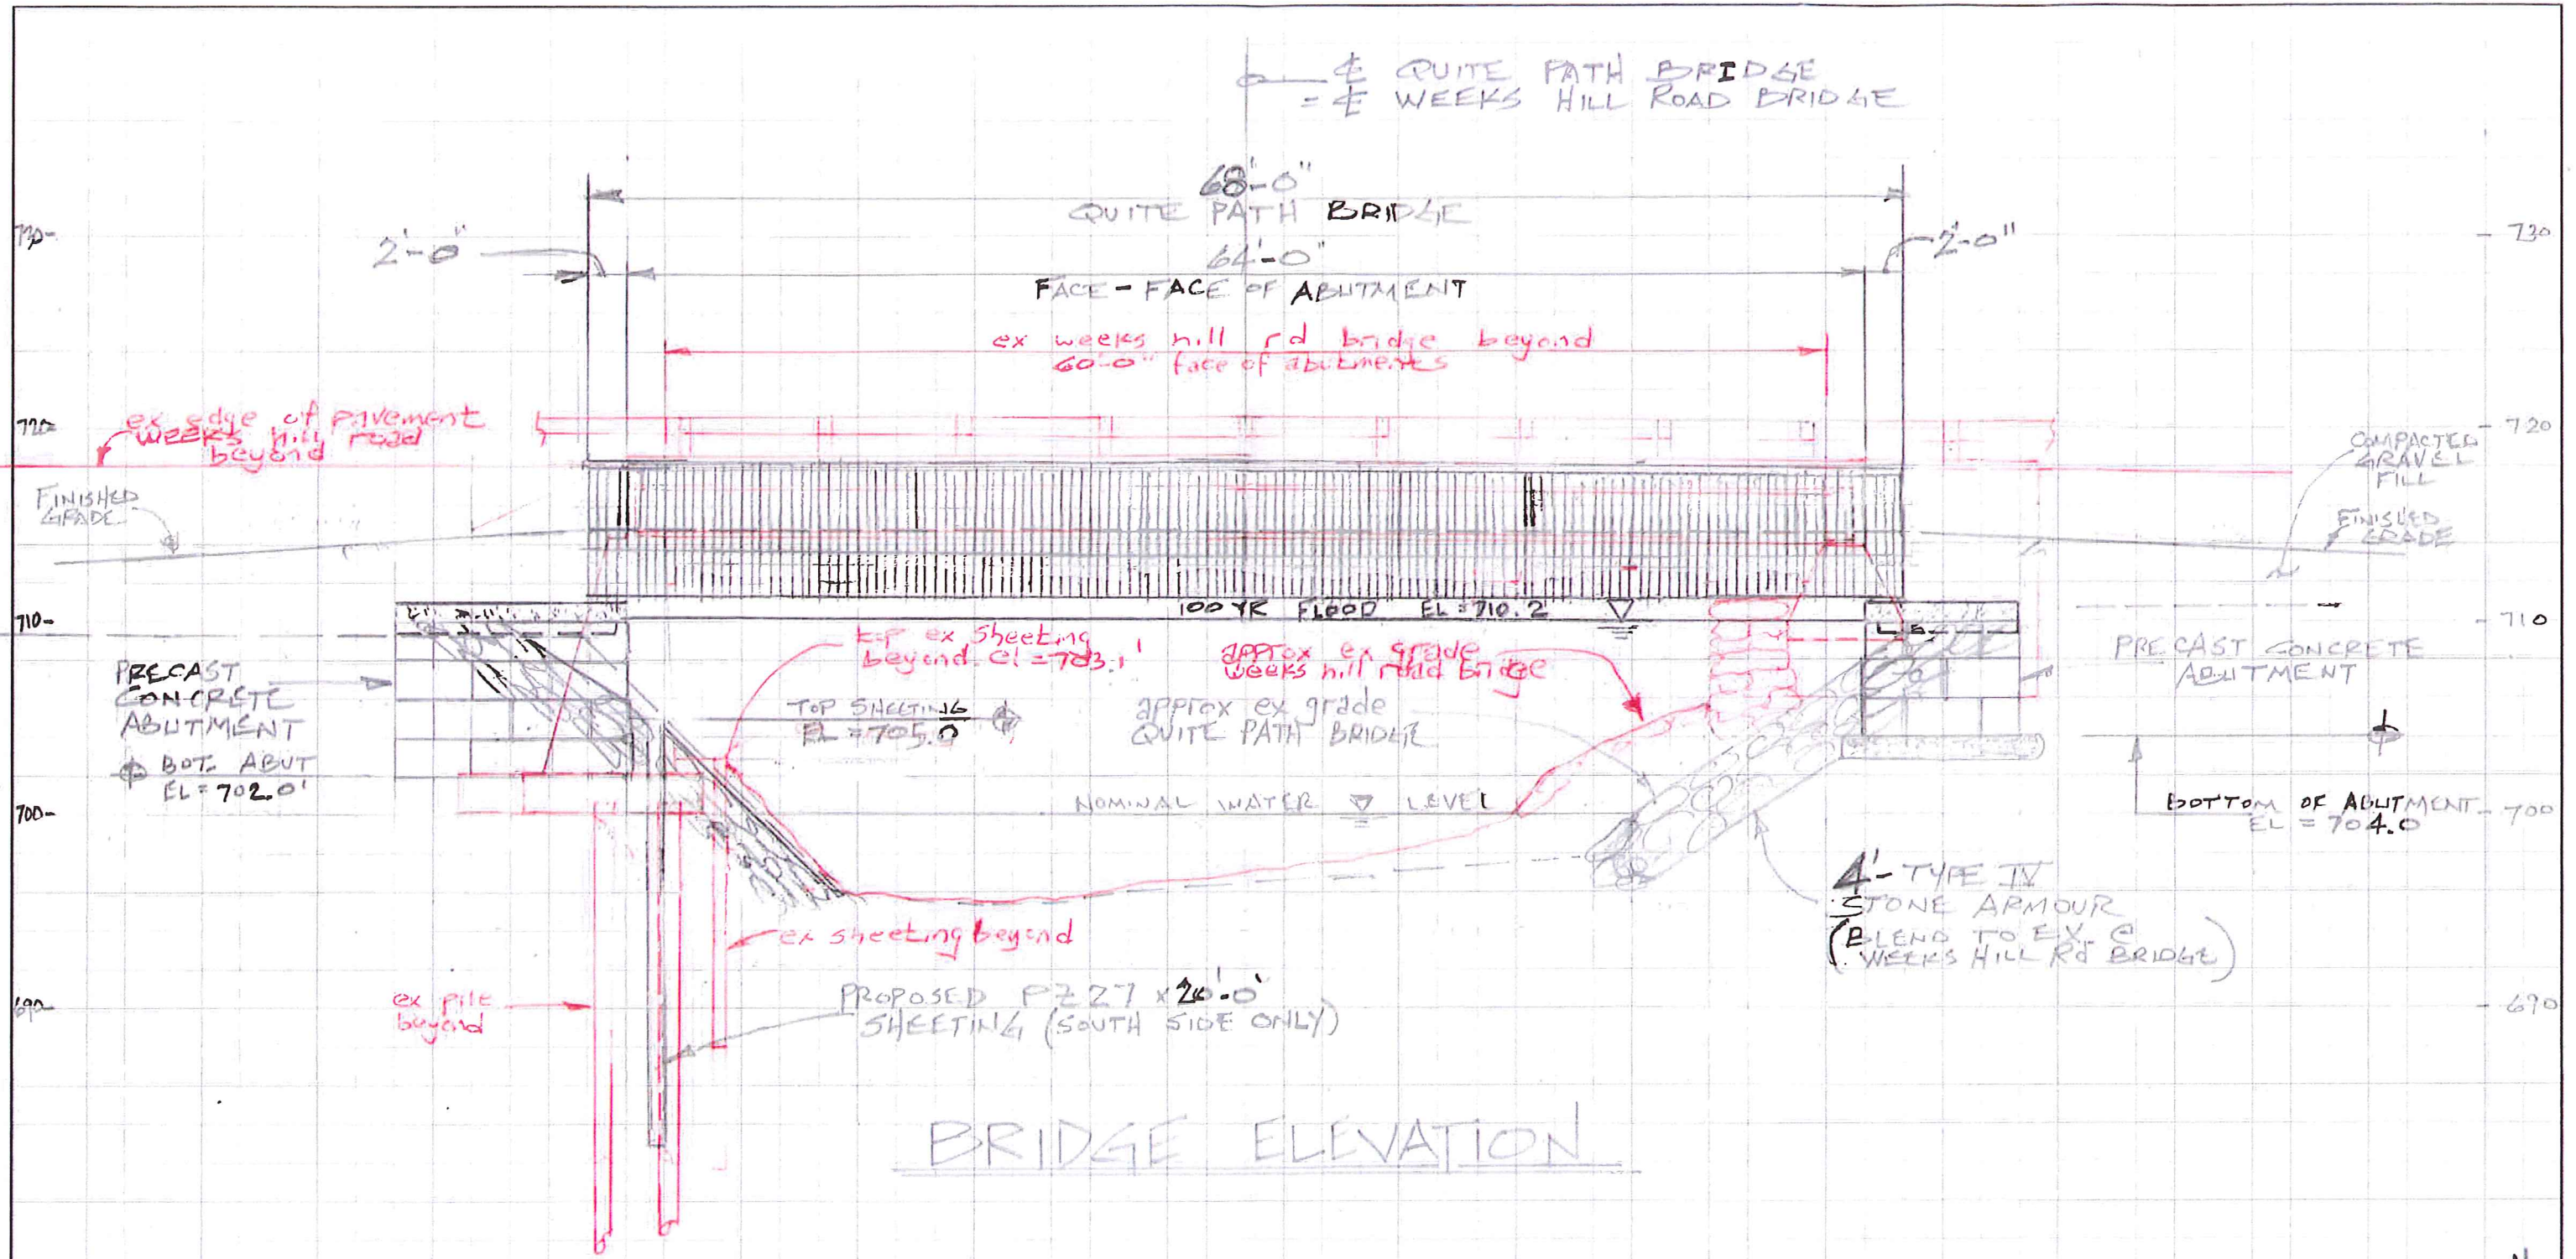 ℄ QUITE PATH BRIDGE
= ℄ WEEKS HILL ROAD BRIDGE
68'-0"
QUITE PATH BRIDGE
2'-0"
64'-0"
2'-0"
FACE - FACE OF ABUTMENT
ex weeks hill rd bridge beyond
60'-0" face of abutments
730
730
720
720
ex edge of pavement
weeks hill road
beyond
COMPACTED
GRAVEL
FILL
FINISHED
GRADE
FINISHED
GRADE
100 YR FLOOD EL = 710.2
710
710
top ex sheeting
beyond el = 703.1'
approx ex grade
weeks hill road bridge
PRECAST
CONCRETE
ABUTMENT
BOT. ABUT
EL = 702.0'
TOP SHEETING
EL = 705.0
approx ex grade
QUITE PATH BRIDGE
PRECAST CONCRETE
ABUTMENT
NOMINAL WATER LEVEL
BOTTOM OF ABUTMENT
EL = 704.0
700
700
4'- TYPE IV
STONE ARMOUR
(BLEND TO EX. @
WEEKS HILL Rd BRIDGE)
ex sheeting beyond
ex pile
beyond
PROPOSED PZ27 x 20'-0"
SHEETING (SOUTH SIDE ONLY)
690
690
BRIDGE ELEVATION